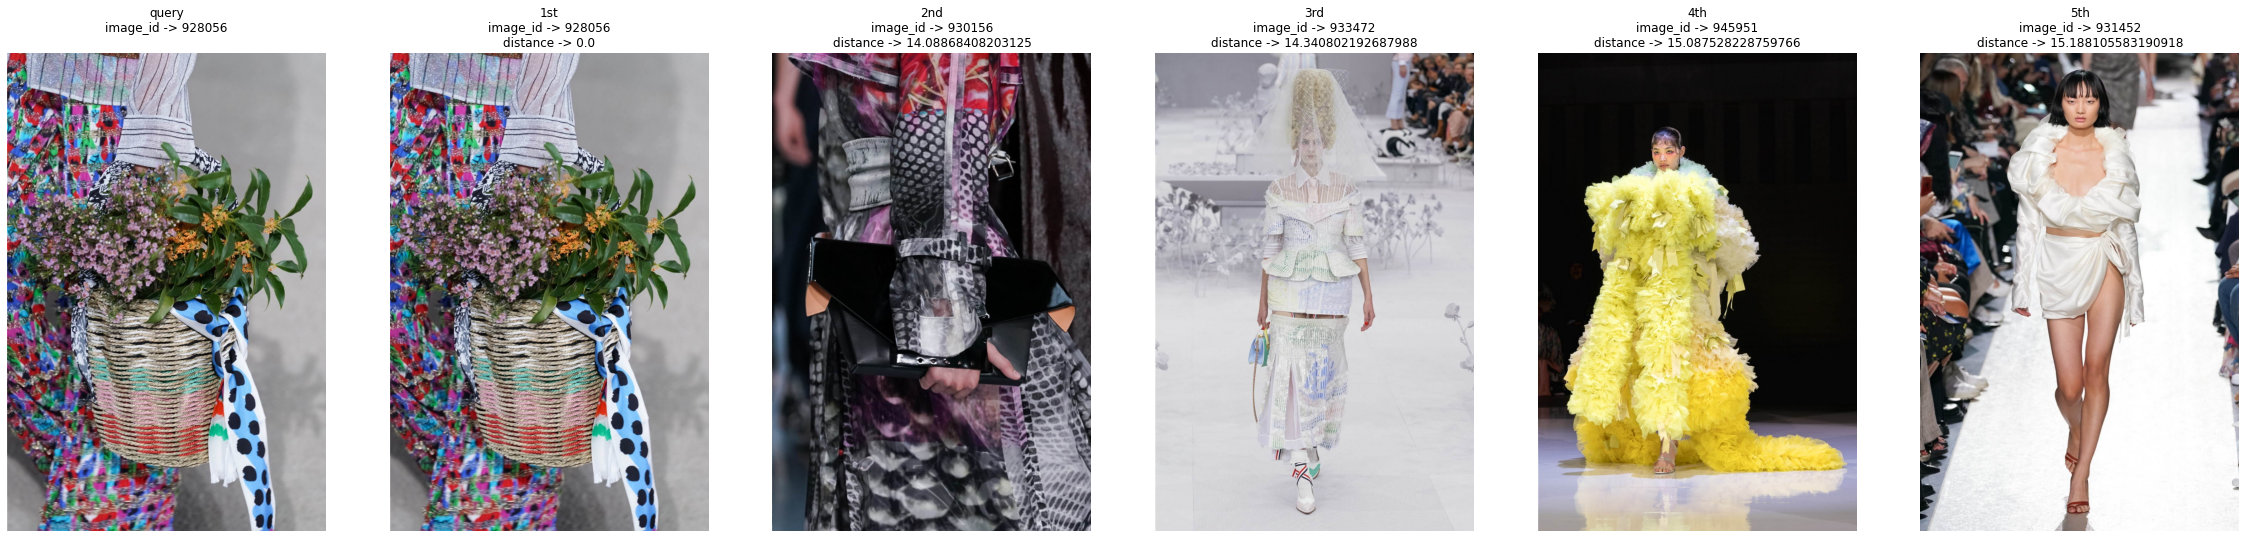 query
image_id -> 928056
1st
image_id -> 928056
distance -> 0.0
2nd
image_id -> 930156
distance -> 14.08868408203125
3rd
image_id -> 933472
distance -> 14.340802192687988
4th
image_id -> 945951
distance -> 15.087528228759766
5th
image_id -> 931452
distance -> 15.188105583190918